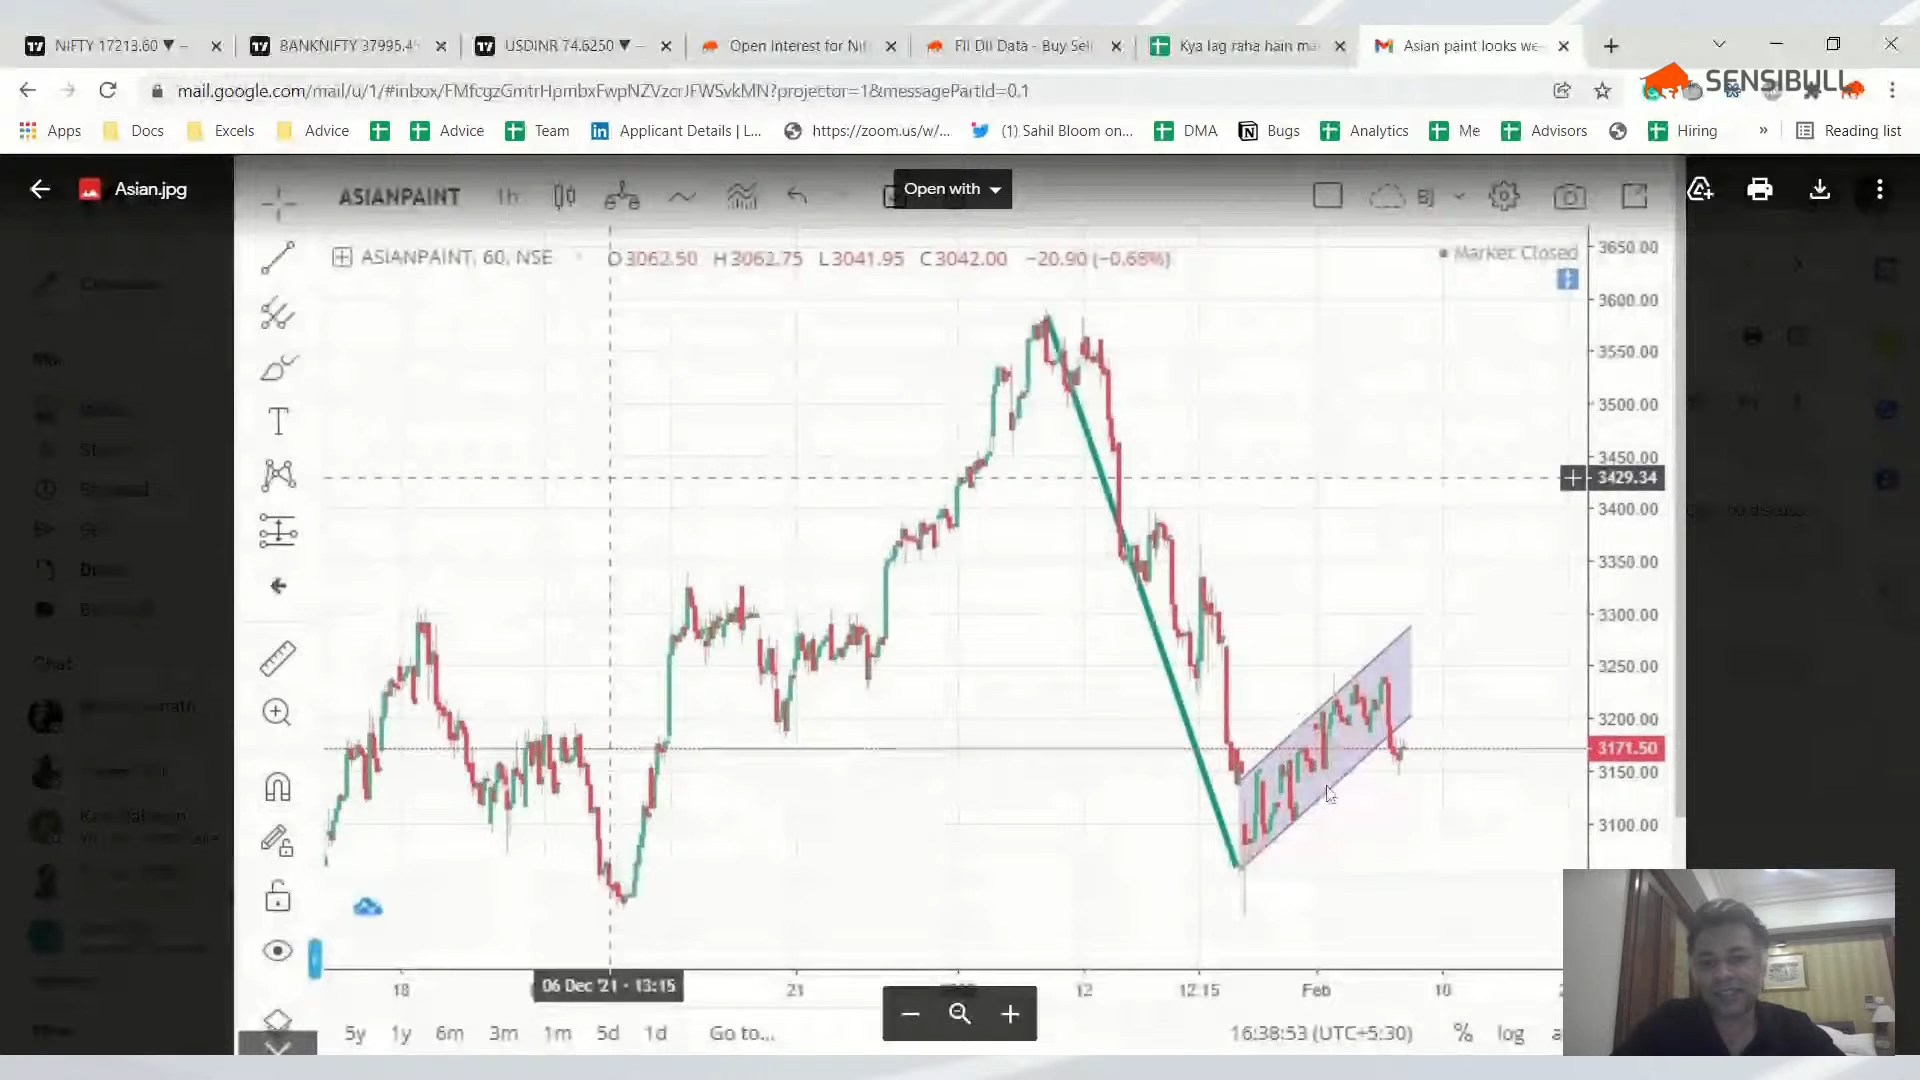 NIFTY 17213.60 ▼ −
BANKNIFTY 37995.4
USDINR 74.6250 ▼ −
Open Interest for Nif
FII DII Data - Buy Sell
Kya lag raha hain ma
Asian paint looks we
mail.google.com/mail/u/1/#inbox/
?projector=1&messagePartId=0.1
SENSIBULL
Apps
Docs
Excels
Advice
Advice
Team
Applicant Details | L...
https://zoom.us/w/...
(1) Sahil Bloom on...
DMA
Bugs
Analytics
Me
Advisors
Hiring
»
Reading list
Asian.jpg
ASIANPAINT
1h
Open with
ASIANPAINT, 60, NSE
O3062.50 H3062.75 L3041.95 C3042.00 −20.90 (−0.68%)
Market Closed
3650.00
3600.00
3550.00
3500.00
3450.00
3429.34
3400.00
3350.00
3300.00
3250.00
3200.00
3171.50
3150.00
3100.00
Chat
18
06 Dec '21 - 13:15
21
12
12:15
Feb
10
5y 1y 6m 3m 1m 5d 1d Go to...
16:38:53 (UTC+5:30) % log